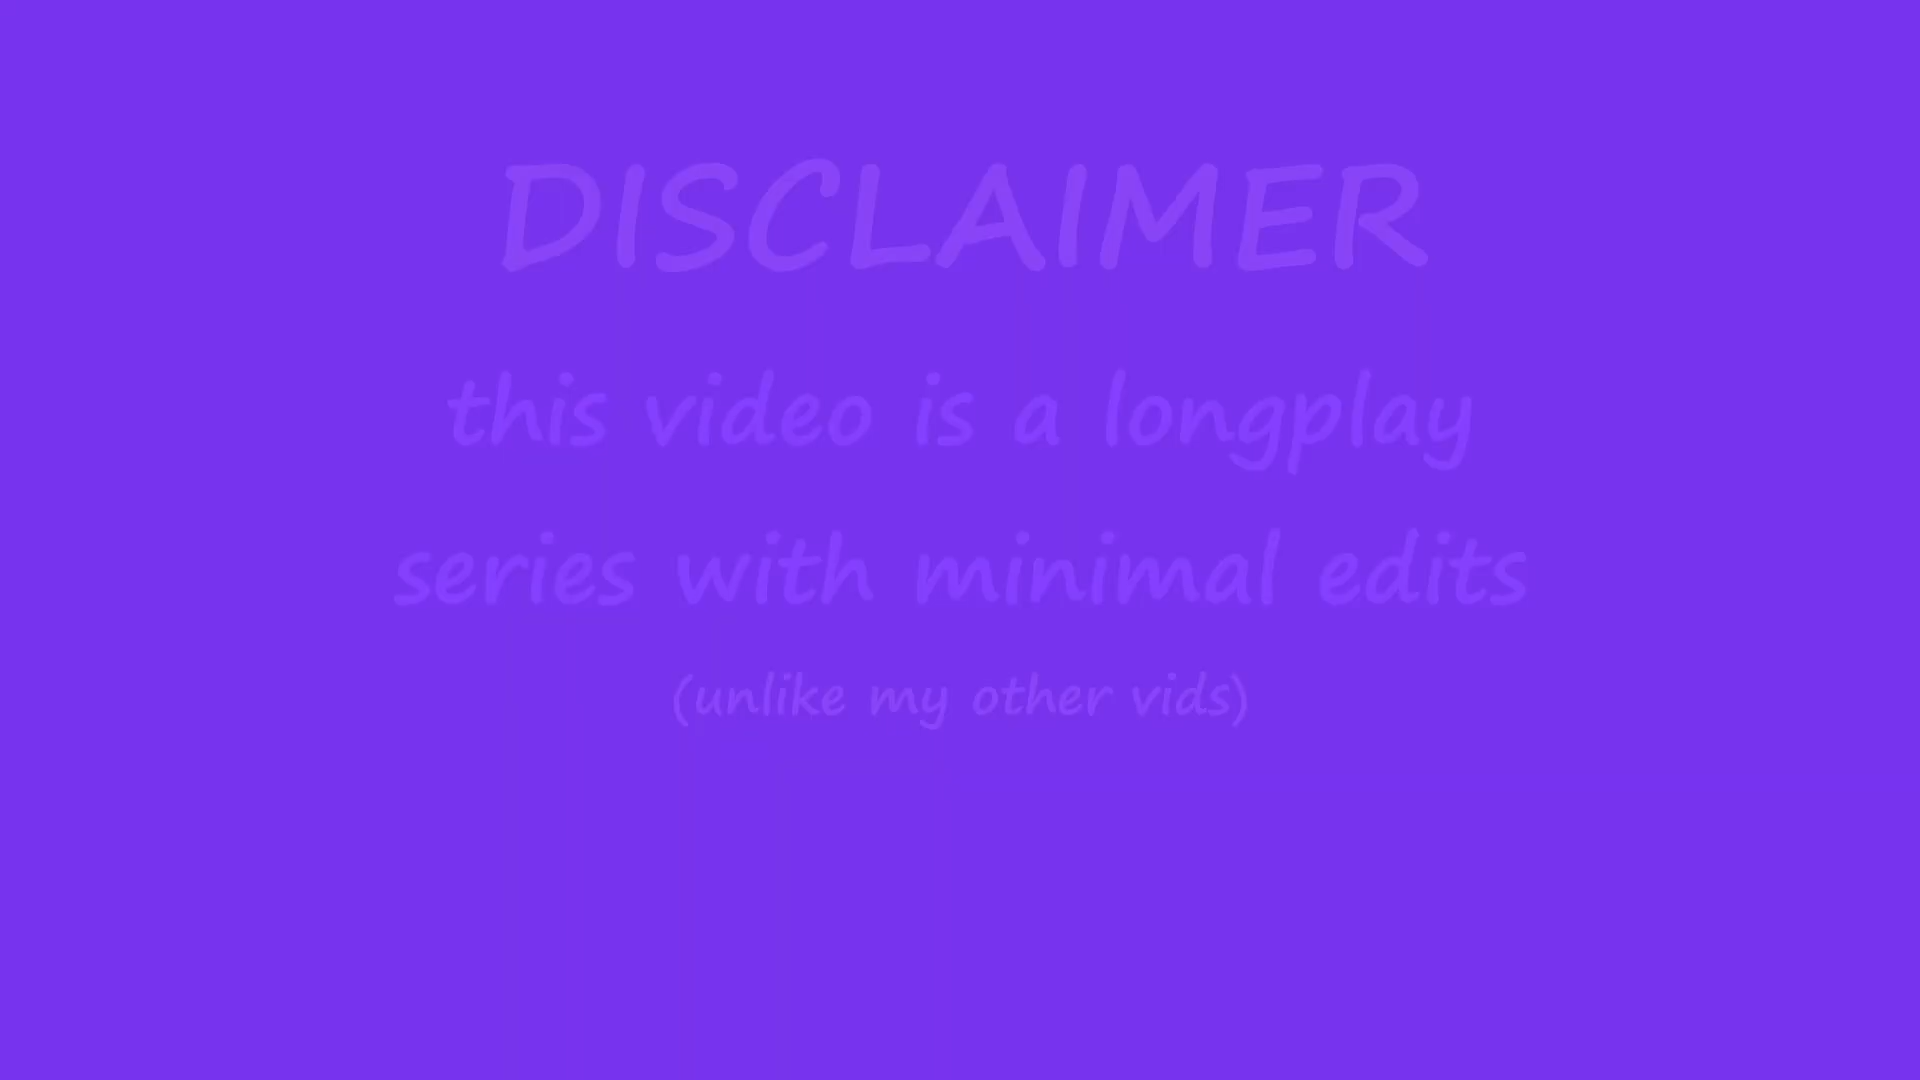 DISCLAIMER
this video is a longplay
series with minimal edits
(unlike my other vids)